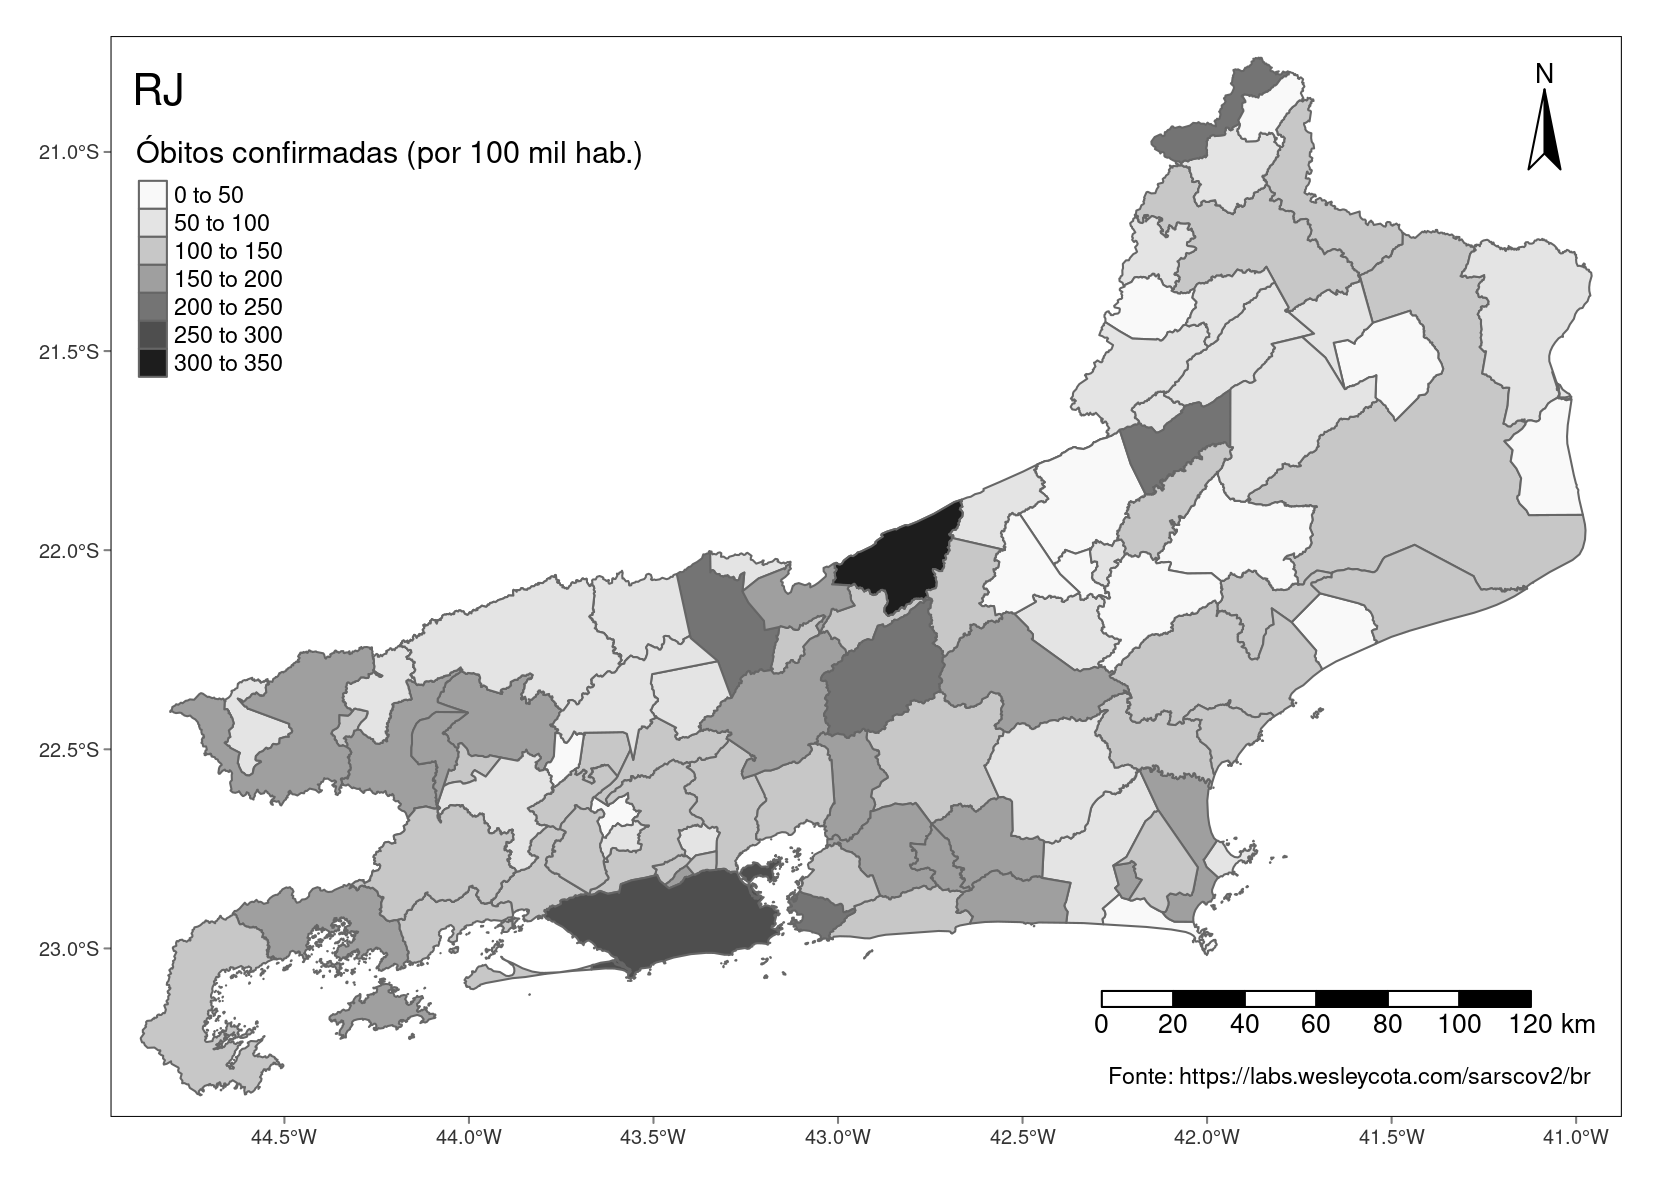 RJ
N
Óbitos confirmadas (por 100 mil hab.)
0 to 50
50 to 100
100 to 150
150 to 200
200 to 250
250 to 300
300 to 350
21.0°S
21.5°S
22.0°S
22.5°S
23.0°S
0 20 40 60 80 100 120 km
Fonte: https://labs.wesleycota.com/sarscov2/br
44.5°W 44.0°W 43.5°W 43.0°W 42.5°W 42.0°W 41.5°W 41.0°W